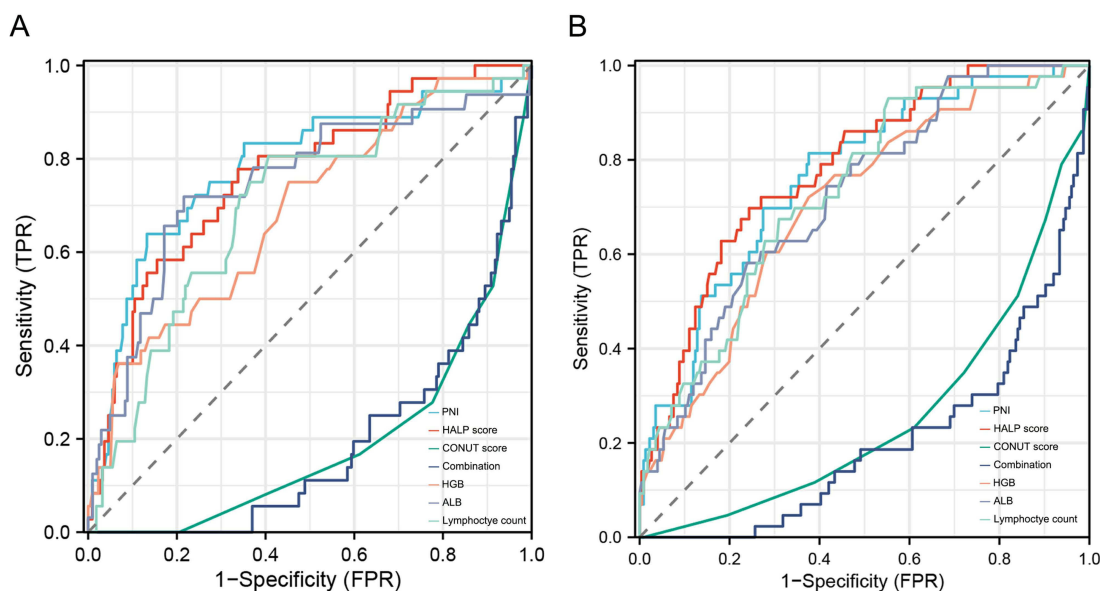 A
1.0
0.8
0.6
0.4
0.2
0.0
Sensitivity (TPR)
PNI
HALP score
CONUT score
Combination
HGB
ALB
Lymphoctye count
0.0 0.2 0.4 0.6 0.8 1.0
1-Specificity (FPR)
B
1.0
0.8
0.6
0.4
0.2
0.0
Sensitivity (TPR)
PNI
HALP score
CONUT score
Combination
HGB
ALB
Lymphoctye count
0.0 0.2 0.4 0.6 0.8 1.0
1-Specificity (FPR)